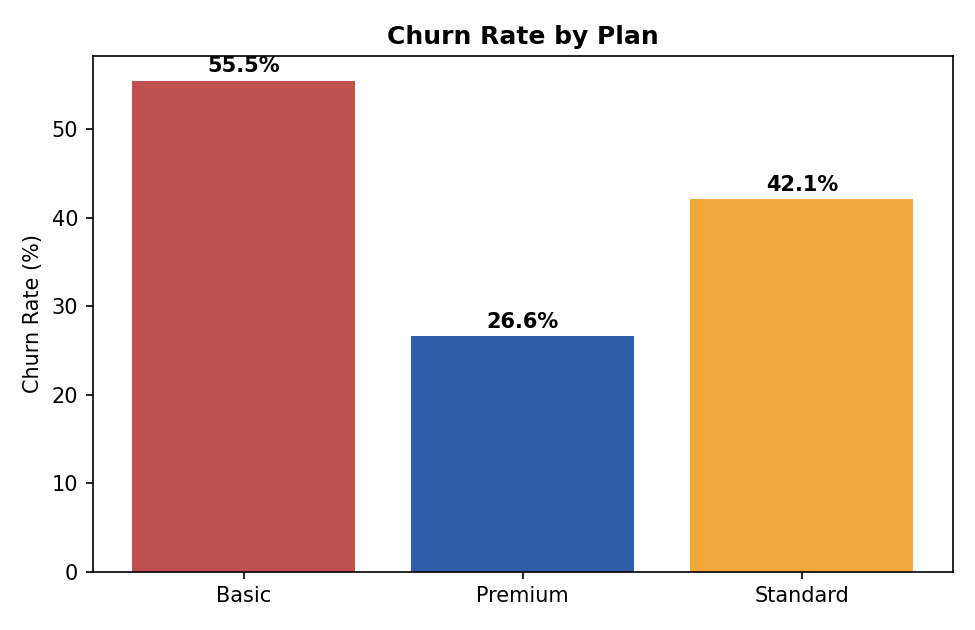 Churn Rate by Plan
Churn Rate (%)
50
40
30
20
10
0
55.5%
26.6%
42.1%
Basic
Premium
Standard